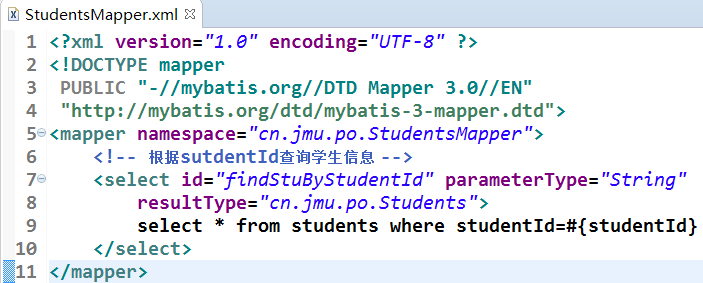 StudentsMapper.xml
1 <?xml version="1.0" encoding="UTF-8" ?>
2 <!DOCTYPE mapper
3 PUBLIC "-//mybatis.org//DTD Mapper 3.0//EN"
4 "http://mybatis.org/dtd/mybatis-3-mapper.dtd">
5 <mapper namespace="cn.jmu.po.StudentsMapper">
6 <!-- 根据sutdentId查询学生信息 -->
7 <select id="findStuByStudentId" parameterType="String"
8 resultType="cn.jmu.po.Students">
9 select * from students where studentId=#{studentId}
10 </select>
11 </mapper>